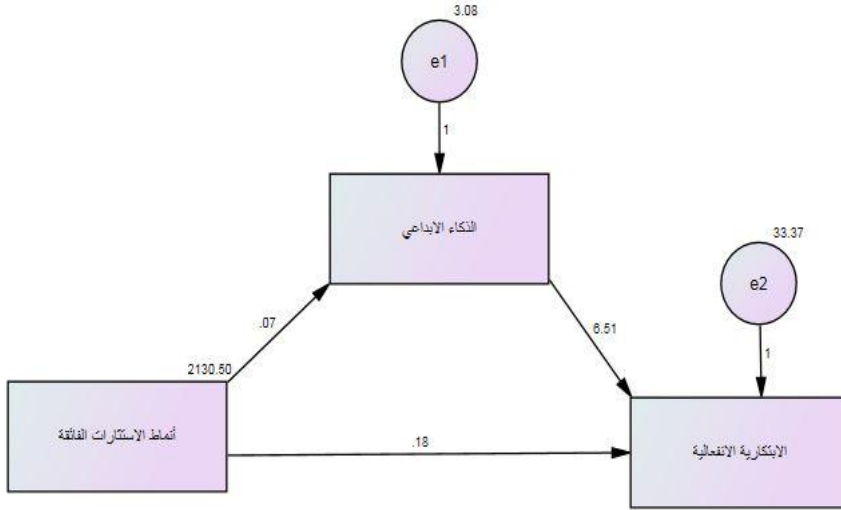 3.08
e1
1
الذكاء الابداعي
33.37
e2
.07
6.51
1
2130.50
أنماط الاستثارات الفائقة
.18
الابتكارية الانفعالية